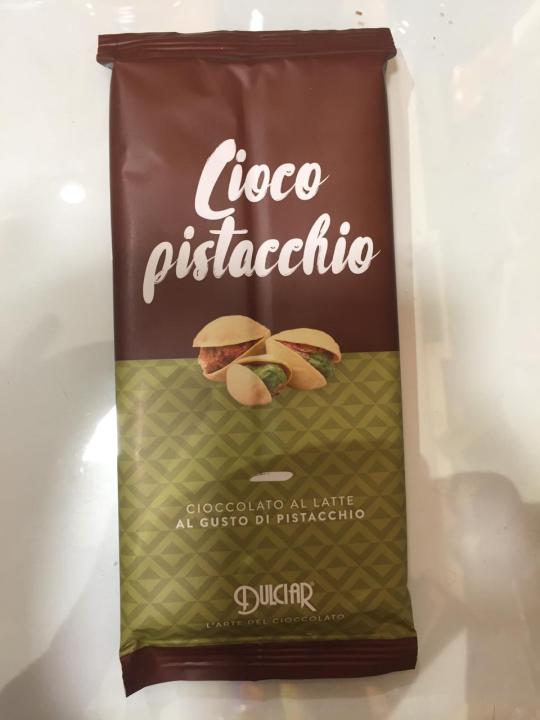 Cioco
pistacchio
CIOCCOLATO AL LATTE
AL GUSTO DI PISTACCHIO
DULCIAR
L'ARTE DEL CIOCCOLATO